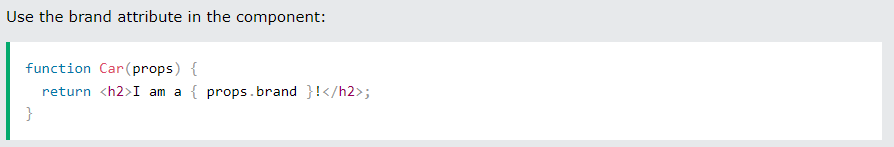 Use the brand attribute in the component:
function Car(props) {
  return <h2>I am a { props.brand }!</h2>;
}